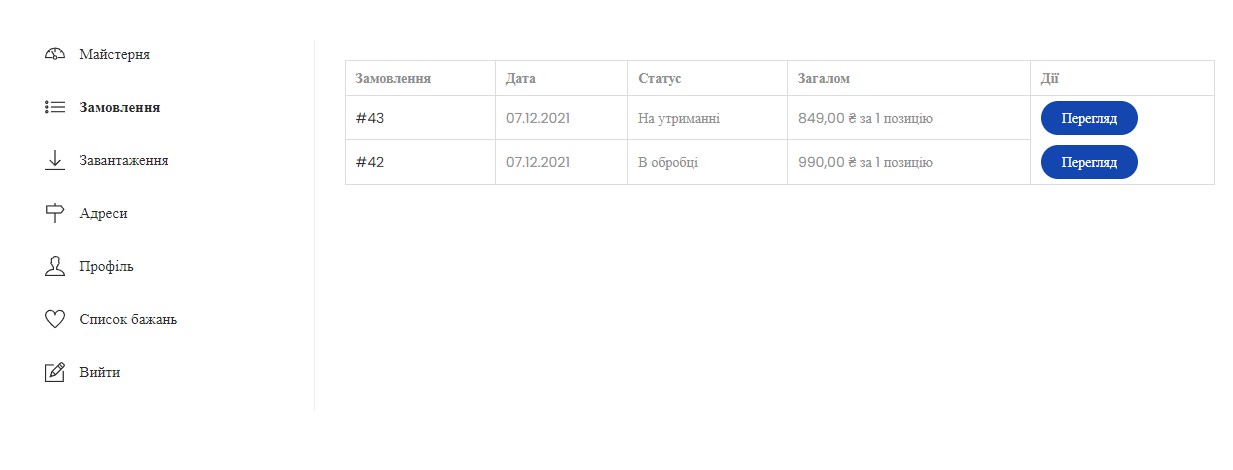 Майстерня
Замовлення
Завантаження
Адреси
Профіль
Список бажань
Вийти
Замовлення Дата Статус Загалом Дії
#43 07.12.2021 На утриманні 849,00 ₴ за 1 позицію Перегляд
#42 07.12.2021 В обробці 990,00 ₴ за 1 позицію Перегляд